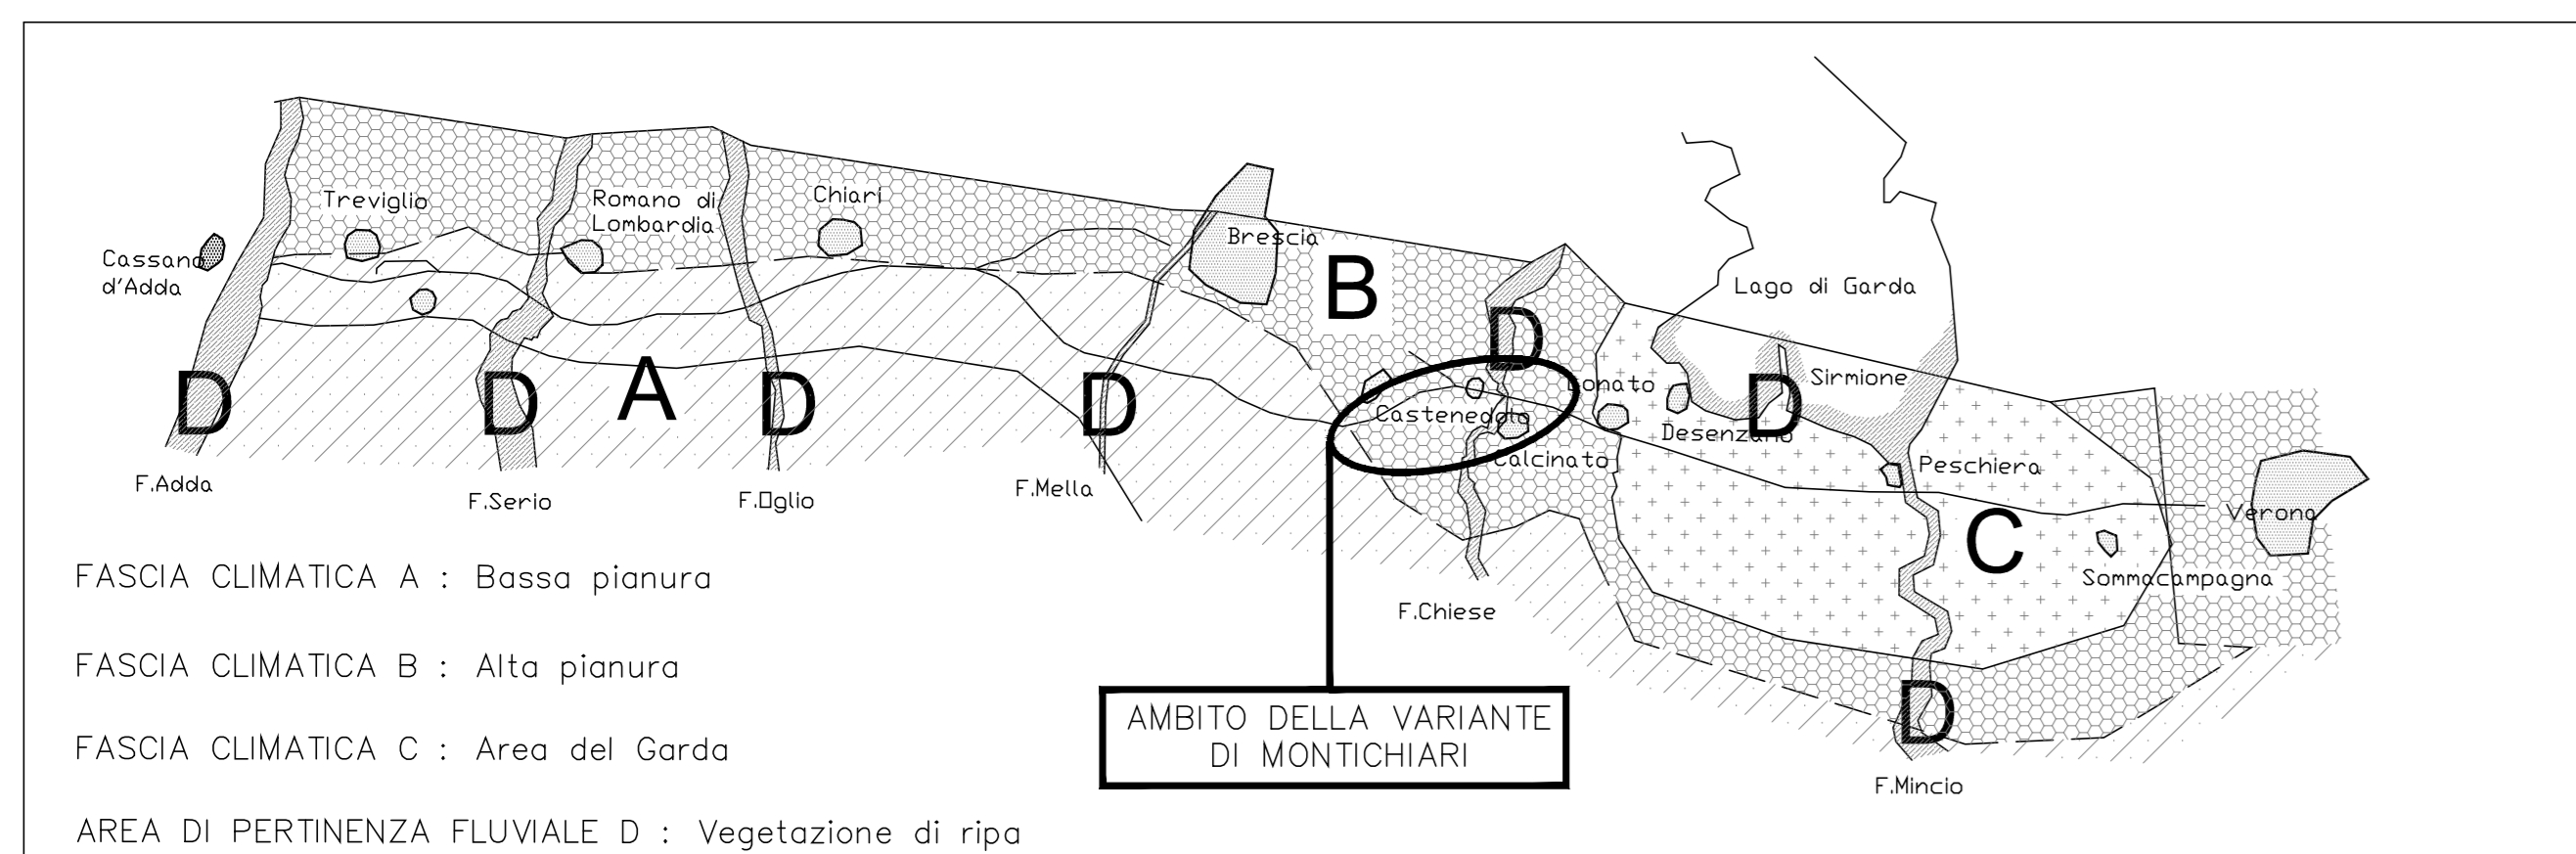 Treviglio
Romano di
Lombardia
Chiari
Cassano
d'Adda
Brescia
B
Lago di Garda
D
D
D
A
D
D
Lonato
Castenedolo
Calcinato
Desenzano
D
Sirmione
Peschiera
C
Verona
Sommacampagna
F.Adda
F.Serio
F.Oglio
F.Mella
F.Chiese
D
F.Mincio
FASCIA CLIMATICA A : Bassa pianura
FASCIA CLIMATICA B : Alta pianura
FASCIA CLIMATICA C : Area del Garda
AREA DI PERTINENZA FLUVIALE D : Vegetazione di ripa
AMBITO DELLA VARIANTE
DI MONTICHIARI